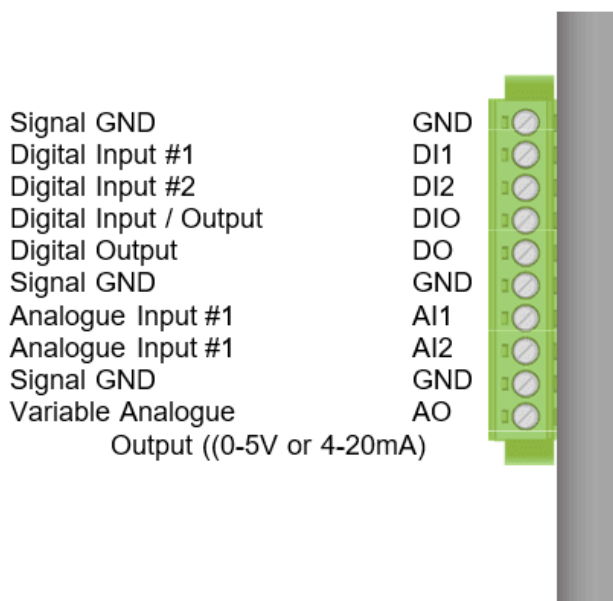 Signal GND GND
Digital Input #1 DI1
Digital Input #2 DI2
Digital Input / Output DIO
Digital Output DO
Signal GND GND
Analogue Input #1 AI1
Analogue Input #1 AI2
Signal GND GND
Variable Analogue AO
Output ((0-5V or 4-20mA)